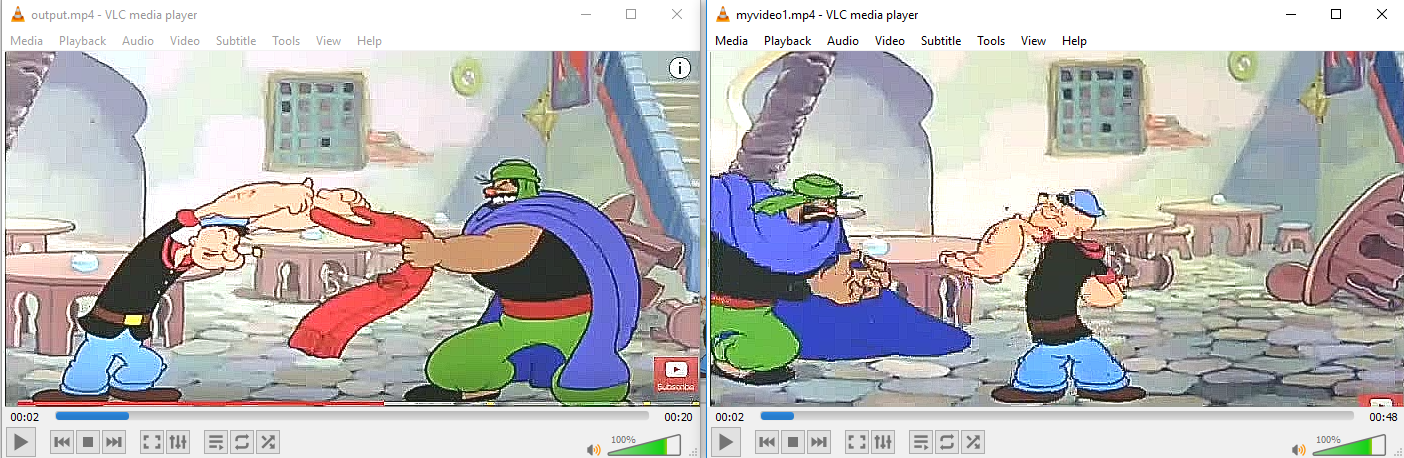 output.mp4 - VLC media player
Media Playback Audio Video Subtitle Tools View Help
Subscribe
00:02 00:20
100%
myvideo1.mp4 - VLC media player
Media Playback Audio Video Subtitle Tools View Help
00:02 00:48
100%